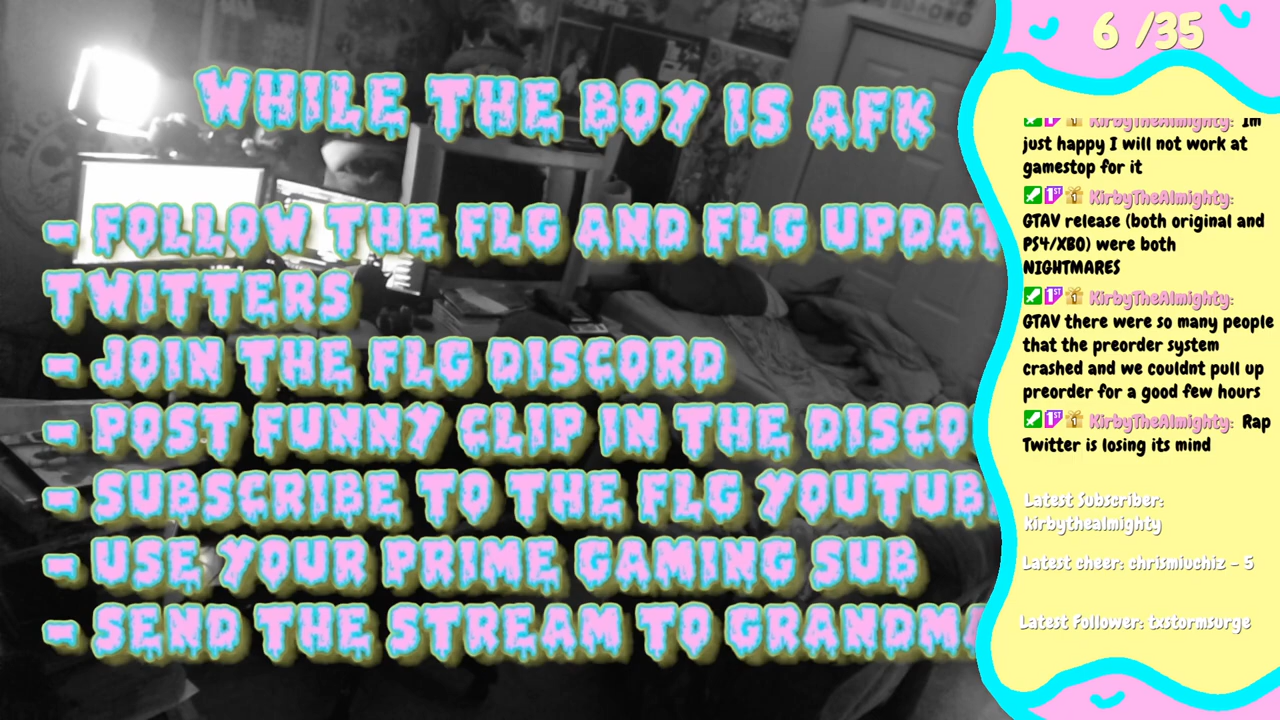 WHILE THE BOY IS AFK
- FOLLOW THE FLG AND FLG UPDAT
TWITTERS
- JOIN THE FLG DISCORD
- POST FUNNY CLIP IN THE DISCO
- SUBSCRIBE TO THE FLG YOUTUB
- USE YOUR PRIME GAMING SUB
- SEND THE STREAM TO GRANDMA
6 /35
KirbyTheAlmighty: Im
just happy I will not work at
gamestop for it
KirbyTheAlmighty:
GTAV release (both original and
PS4/XBO) were both
NIGHTMARES
KirbyTheAlmighty:
GTAV there were so many people
that the preorder system
crashed and we couldnt pull up
preorder for a good few hours
KirbyTheAlmighty: Rap
Twitter is losing its mind
Latest Subscriber:
kirbythealmighty
Latest cheer: chrismiuchiz - 5
Latest Follower: txstormsurge